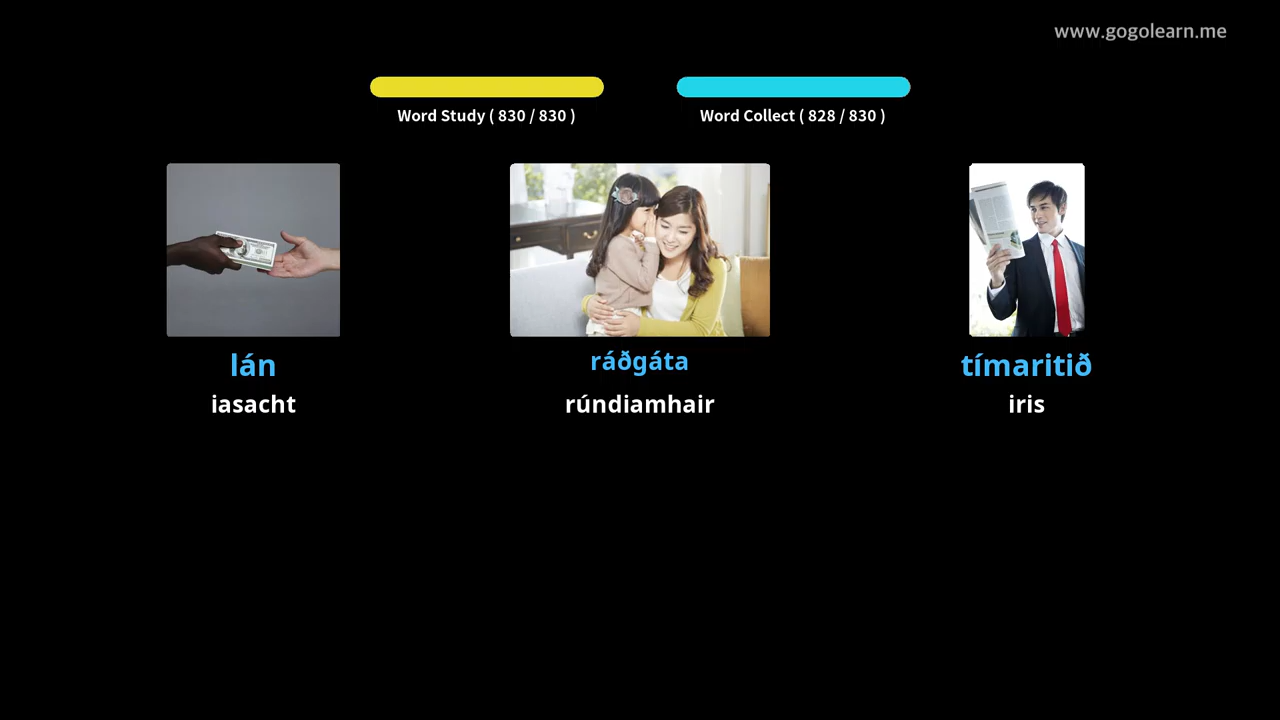 www.gogolearn.me
Word Study ( 830 / 830 )
Word Collect ( 828 / 830 )
lán
ráðgáta
tímaritið
iasacht
rúndiamhair
iris